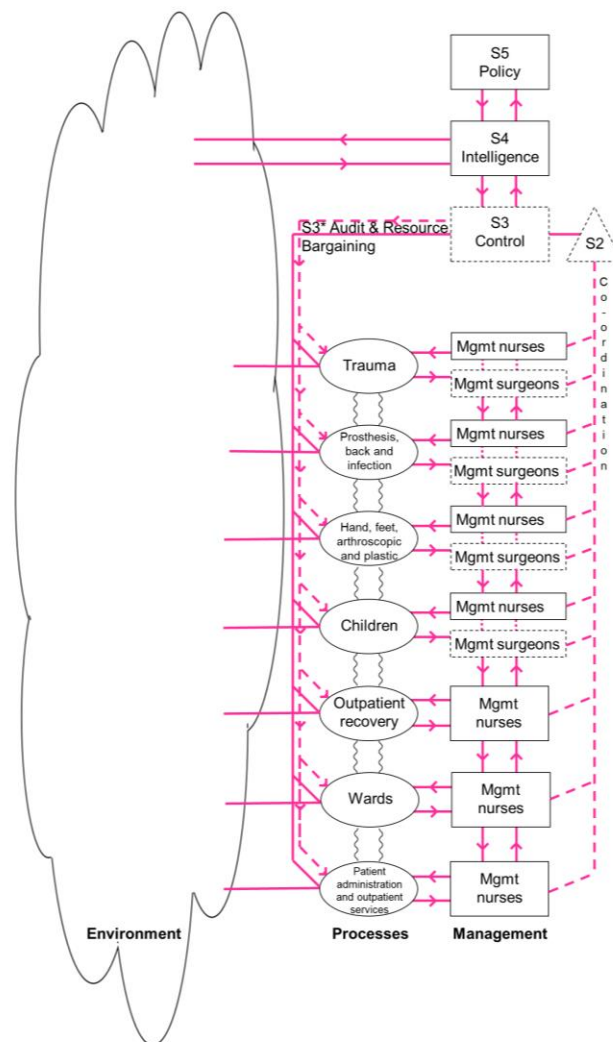 S5
Policy
S4
Intelligence
S3
Control
S2
S3* Audit & Resource
Bargaining
Co-ordination
Trauma
Mgmt nurses
Mgmt surgeons
Prosthesis,
back and
infection
Mgmt nurses
Mgmt surgeons
Hand, feet,
arthroscopic
and plastic
Mgmt nurses
Mgmt surgeons
Children
Mgmt nurses
Mgmt surgeons
Outpatient
recovery
Mgmt
nurses
Wards
Mgmt
nurses
Patient
administration
and outpatient
services
Mgmt
nurses
Environment
Processes
Management